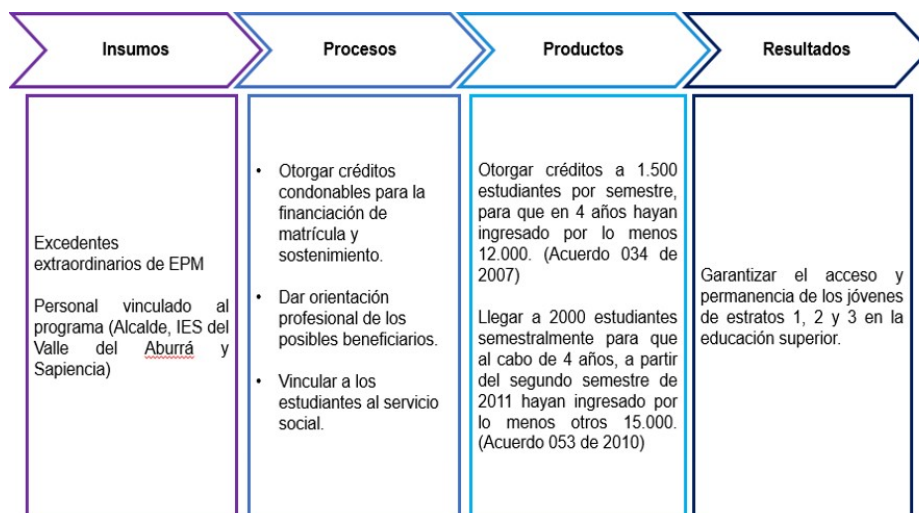 Insumos
Procesos
Productos
Resultados
Excedentes
extraordinarios de EPM
Personal vinculado al
programa (Alcalde, IES del
Valle del Aburrá y
Sapiencia)
• Otorgar créditos
condonables para la
financiación de
matrícula y
sostenimiento.
• Dar orientación
profesional de los
posibles beneficiarios.
• Vincular a los
estudiantes al servicio
social.
Otorgar créditos a 1.500
estudiantes por semestre,
para que en 4 años hayan
ingresado por lo menos
12.000. (Acuerdo 034 de
2007)
Llegar a 2000 estudiantes
semestralmente para que
al cabo de 4 años, a partir
del segundo semestre de
2011 hayan ingresado por
lo menos otros 15.000.
(Acuerdo 053 de 2010)
Garantizar el acceso y
permanencia de los jóvenes
de estratos 1, 2 y 3 en la
educación superior.